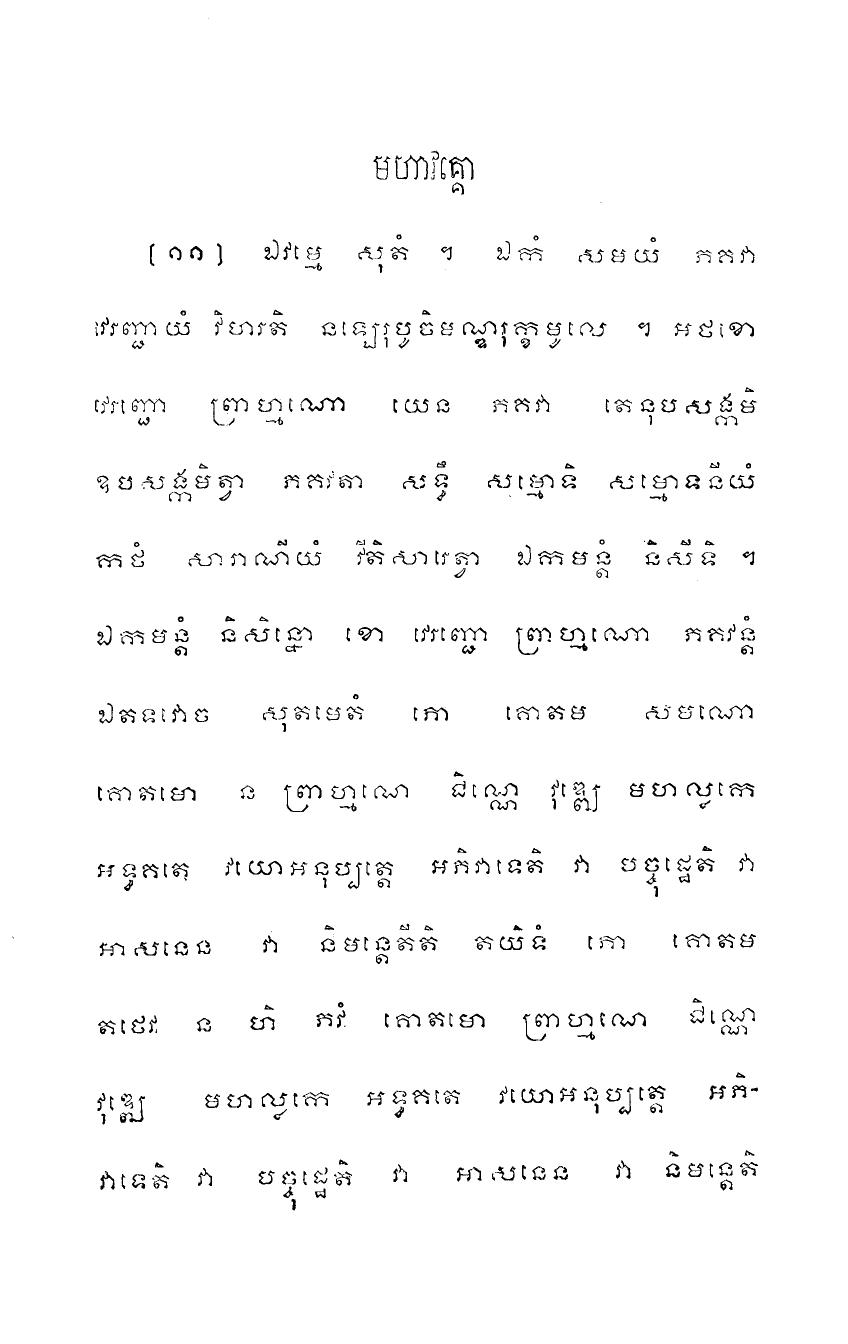 មហាវគ្គោ
[១១] ឯវម្មេ សុតំ ។ ឯកំ សមយំ ភគវា
វេរញ្ជាយំ វិហរតិ នឡេរុបូចិមណ្ឌរុក្ខមូលេ ។ អថខោ
វេរញ្ជោ ព្រាហ្មណោ យេន ភគវា តេនុបសង្កមិ
ឧបសង្កមិត្វា ភគវតា សទ្ធឹ សម្មោទិ សម្មោទនីយំ
កថំ សារាណីយំ វីតិសារេត្វា ឯកមន្តំ និសីទិ ។
ឯកមន្តំ និសិន្នោ ខោ វេរញ្ជោ ព្រាហ្មណោ ភគវន្តំ
ឯតទវោច សុតមេតំ ភោ គោតម សមណោ
គោតមោ ន ព្រាហ្មណេ ជិណ្ណេ វុឌ្ឍេ មហល្លកេ
អទ្ធគតេ វយោអនុប្បត្តេ អភិវាទេតិ វា បច្ចុដ្ឋេតិ វា
អាសនេន វា និមន្តេតីតិ តយិទំ ភោ គោតម
តថេវ ន ហិ ភវំ គោតមោ ព្រាហ្មណេ ជិណ្ណេ
វុឌ្ឍេ មហល្លកេ អទ្ធគតេ វយោអនុប្បត្តេ អភិ-
វាទេតិ វា បច្ចុដ្ឋេតិ វា អាសនេន វា និមន្តេតិ